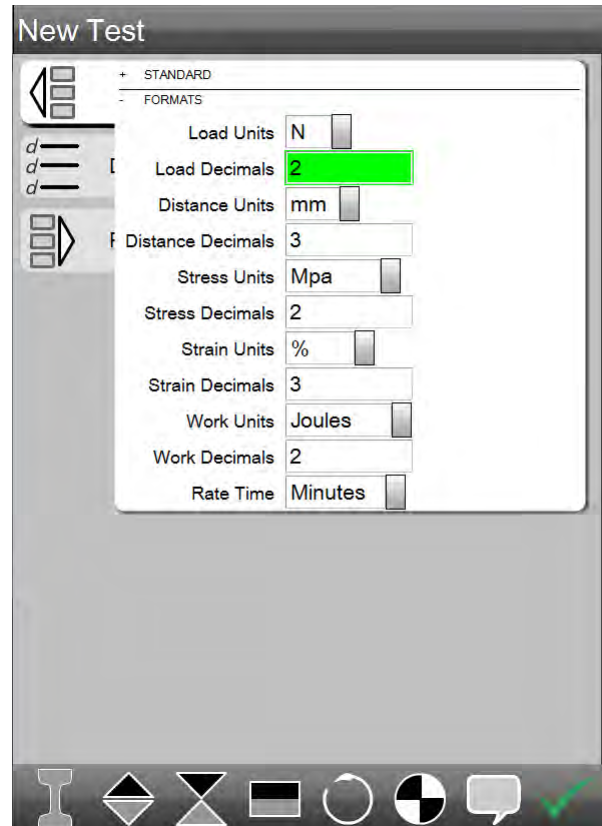 New Test
+ STANDARD
- FORMATS
Load Units N
d
d Load Decimals 2
d
Distance Units mm
Distance Decimals 3
Stress Units Mpa
Stress Decimals 2
Strain Units %
Strain Decimals 3
Work Units Joules
Work Decimals 2
Rate Time Minutes